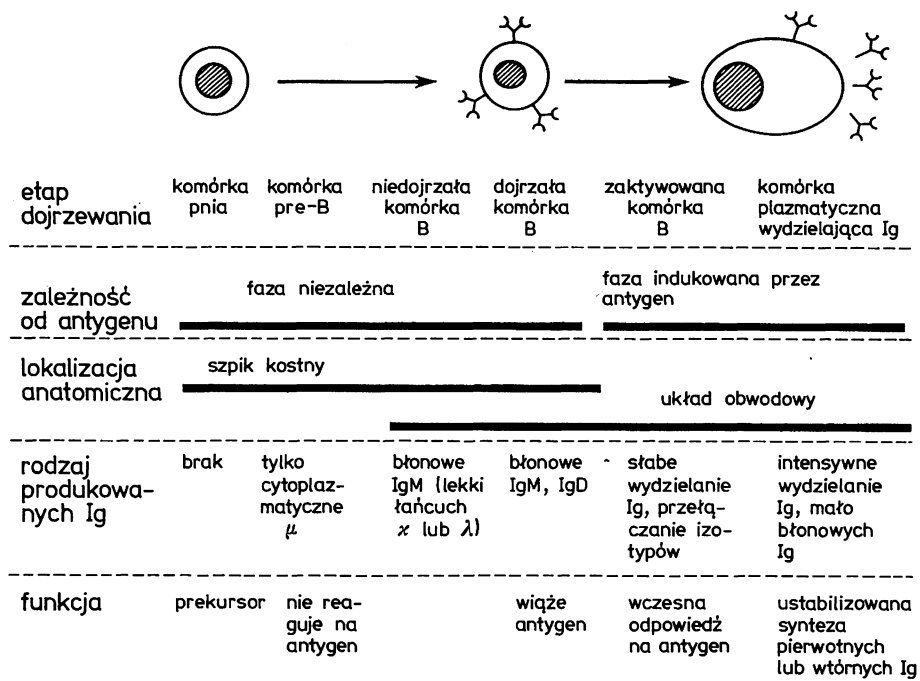 etap
dojrzewania
komórka
pnia
komórka
pre-B
niedojrzała
komórka
B
dojrzała
komórka
B
zaktywowana
komórka
B
komórka
plazmatyczna
wydzielająca Ig
zależność
od antygenu
faza niezależna
faza indukowana przez
antygen
lokalizacja
anatomiczna
szpik kostny
układ obwodowy
rodzaj
produkowa-
nych Ig
brak
tylko
cytoplaz-
matyczne
μ
błonowe
IgM (lekki
łańcuch
ϰ lub λ)
błonowe
IgM, IgD
słabe
wydzielanie
Ig, przełą-
czanie izo-
typów
intensywne
wydzielanie
Ig, mało
błonowych
Ig
funkcja
prekursor
nie rea-
guje na
antygen
wiąże
antygen
wczesna
odpowiedź
na antygen
ustabilizowana
synteza
pierwotnych
lub wtórnych Ig